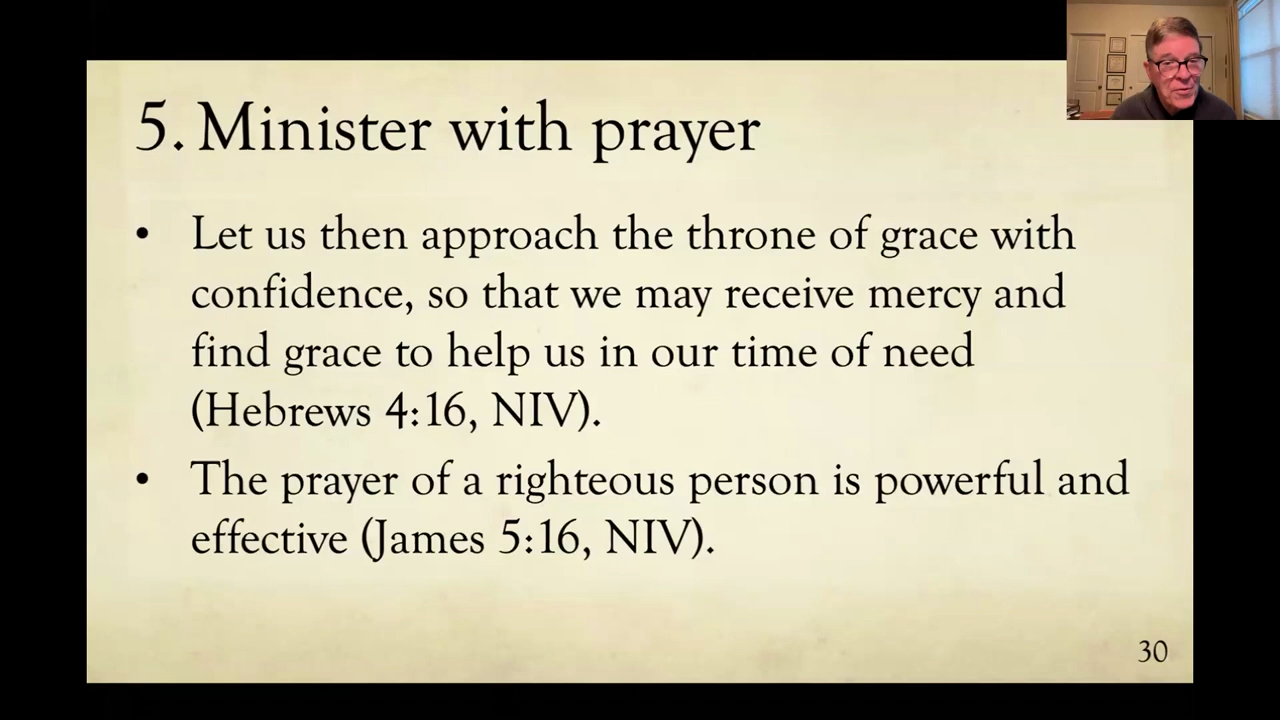 5. Minister with prayer
• Let us then approach the throne of grace with
confidence, so that we may receive mercy and
find grace to help us in our time of need
(Hebrews 4:16, NIV).
• The prayer of a righteous person is powerful and
effective (James 5:16, NIV).
30